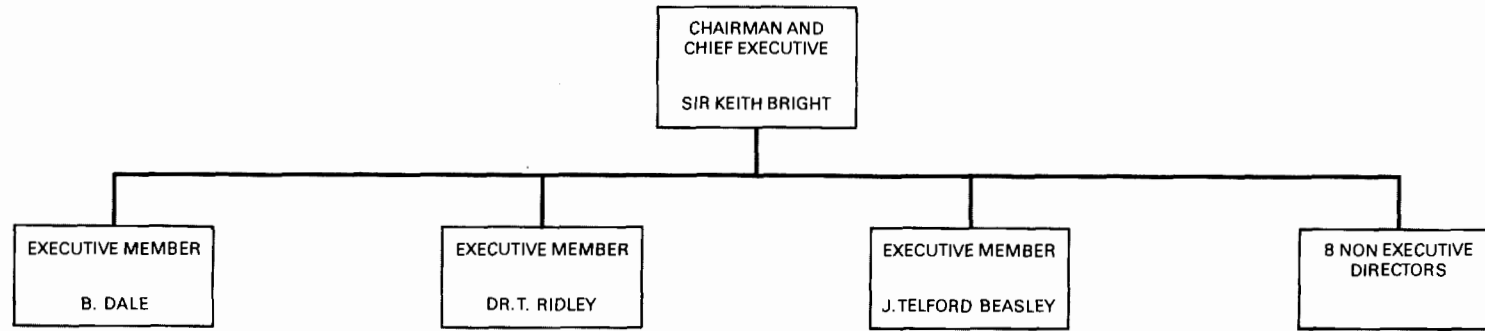 CHAIRMAN AND
CHIEF EXECUTIVE
SIR KEITH BRIGHT
EXECUTIVE MEMBER
B. DALE
EXECUTIVE MEMBER
DR.T. RIDLEY
EXECUTIVE MEMBER
J.TELFORD BEASLEY
8 NON EXECUTIVE
DIRECTORS